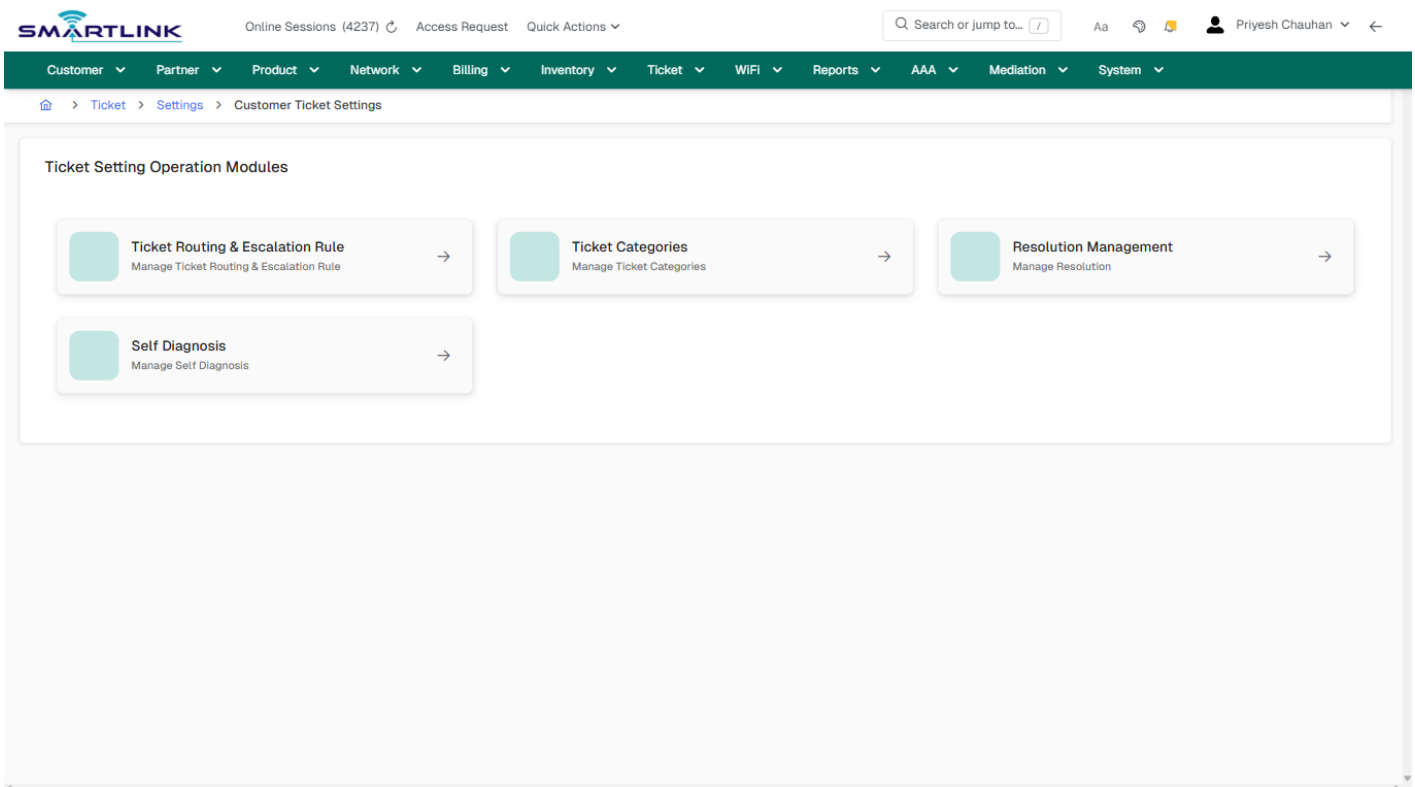 SMARTLINK
Online Sessions (4237) Access Request Quick Actions
Search or jump to... /
Aa
Priyesh Chauhan
Customer Partner Product Network Billing Inventory Ticket WiFi Reports AAA Mediation System
> Ticket > Settings > Customer Ticket Settings
Ticket Setting Operation Modules
Ticket Routing & Escalation Rule
Manage Ticket Routing & Escalation Rule
Ticket Categories
Manage Ticket Categories
Resolution Management
Manage Resolution
Self Diagnosis
Manage Self Diagnosis